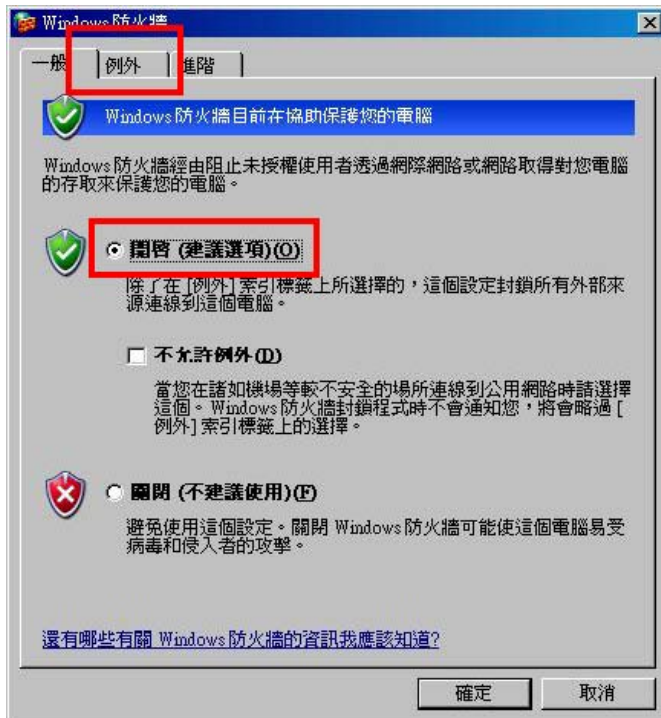 Windows 防火牆
一般
例外
進階
Windows 防火牆目前在協助保護您的電腦
Windows 防火牆經由阻止未授權使用者透過網際網路或網路取得對您電腦
的存取來保護您的電腦。
開啓 (建議選項)(O)
除了在 [例外] 索引標籤上所選擇的，這個設定封鎖所有外部來
源連線到這個電腦。
不允許例外(D)
當您在諸如機場等較不安全的場所連線到公用網路時請選擇
這個。Windows 防火牆封鎖程式時不會通知您，將會略過 [
例外] 索引標籤上的選擇。
關閉 (不建議使用)(F)
避免使用這個設定。關閉 Windows 防火牆可能使這個電腦易受
病毒和侵入者的攻擊。
還有哪些有關 Windows 防火牆的資訊我應該知道?
確定
取消